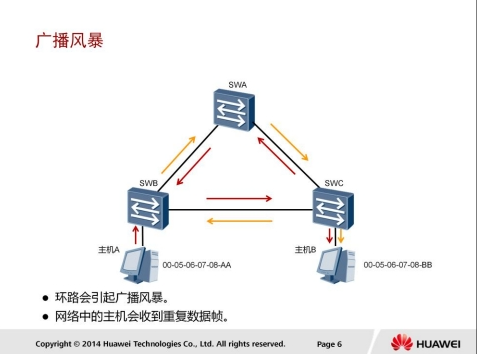 广播风暴
SWA
SWB
SWC
主机A
00-05-06-07-08-AA
主机B
00-05-06-07-08-BB
● 环路会引起广播风暴。
● 网络中的主机会收到重复数据帧。
Copyright © 2014 Huawei Technologies Co., Ltd. All rights reserved.
Page 6
HUAWEI